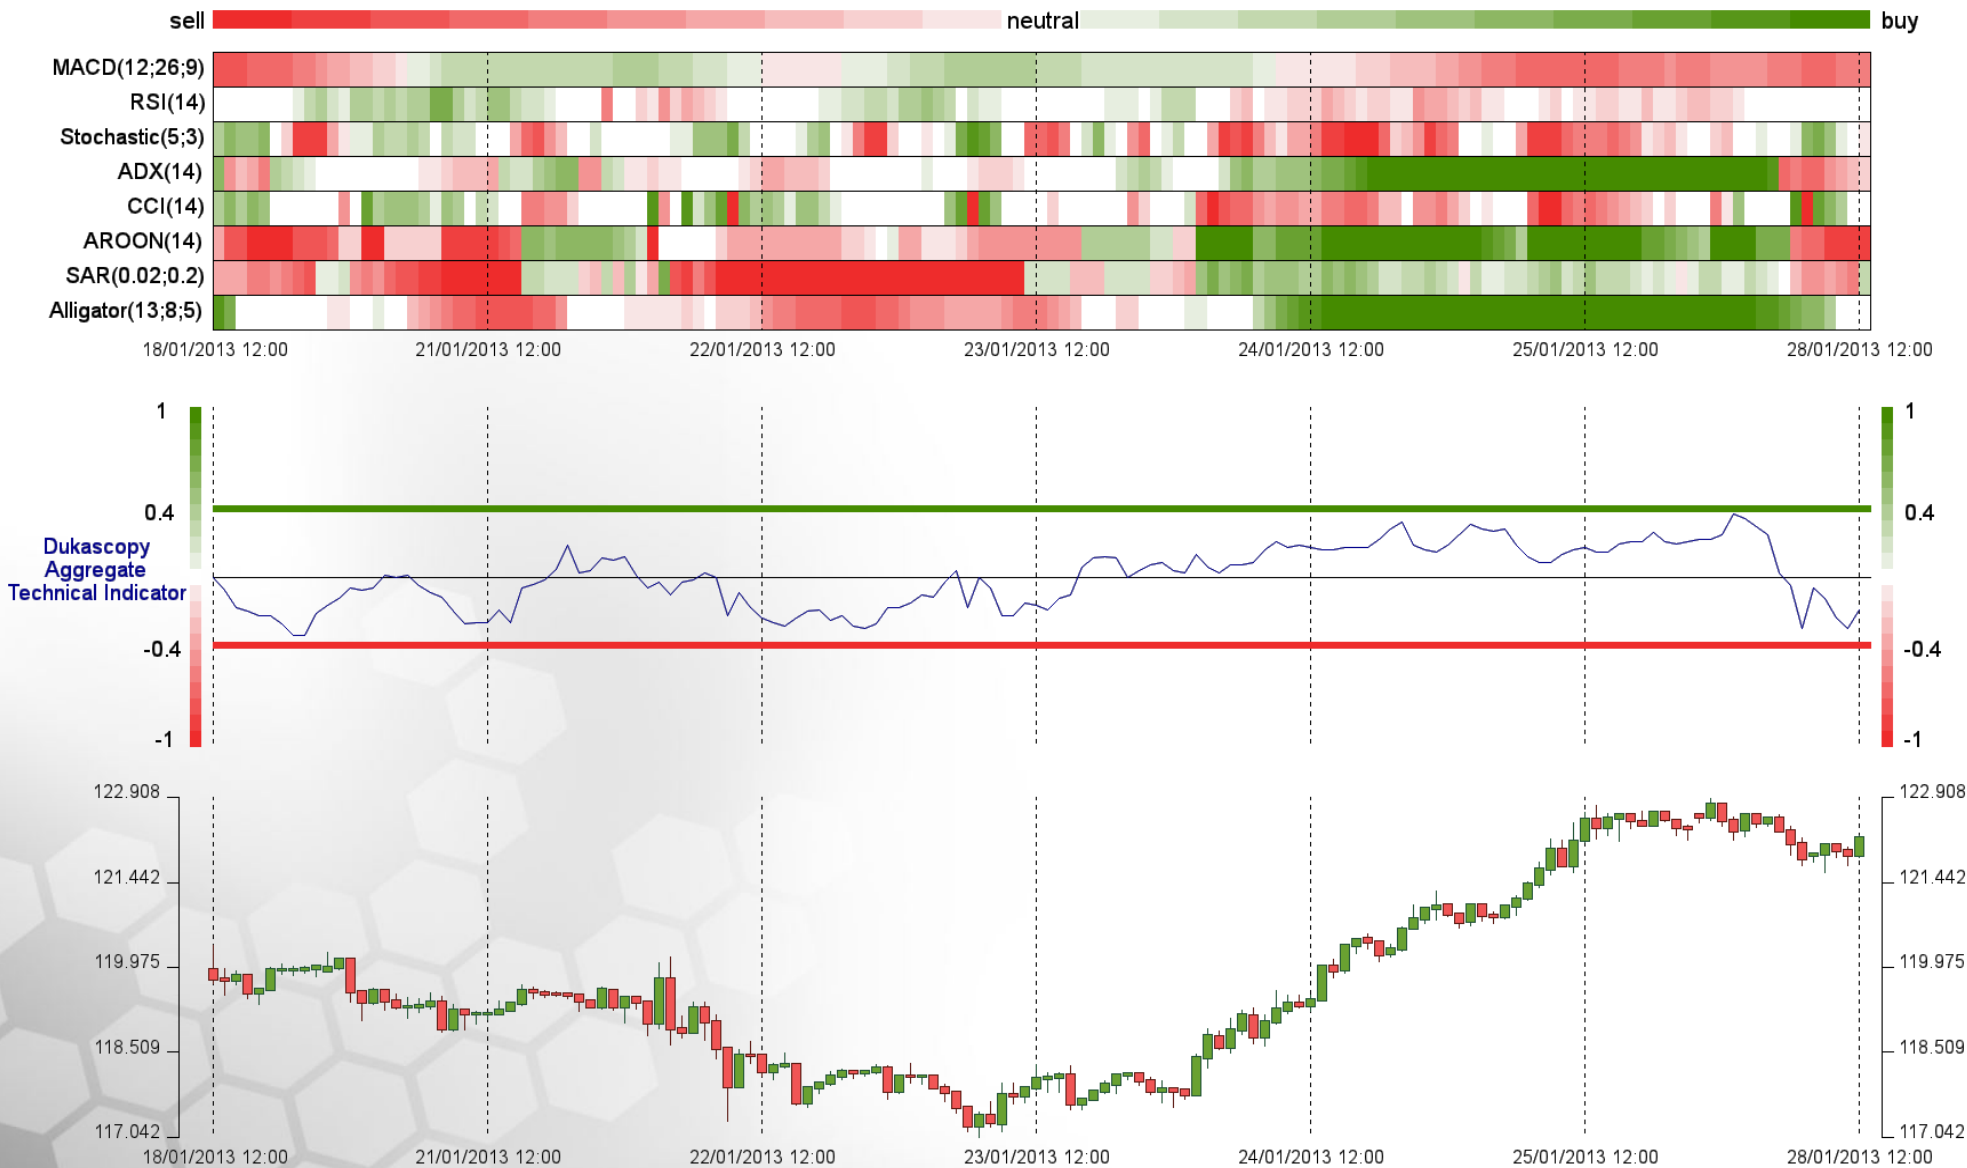 sell neutral buy
MACD(12;26;9)
RSI(14)
Stochastic(5;3)
ADX(14)
CCI(14)
AROON(14)
SAR(0.02;0.2)
Alligator(13;8;5)
18/01/2013 12:00 21/01/2013 12:00 22/01/2013 12:00 23/01/2013 12:00 24/01/2013 12:00 25/01/2013 12:00 28/01/2013 12:00
1 1
0.4 0.4
Dukascopy
Aggregate
Technical Indicator
-0.4 -0.4
-1 -1
122.908 122.908
121.442 121.442
119.975 119.975
118.509 118.509
117.042 117.042
18/01/2013 12:00 21/01/2013 12:00 22/01/2013 12:00 23/01/2013 12:00 24/01/2013 12:00 25/01/2013 12:00 28/01/2013 12:00